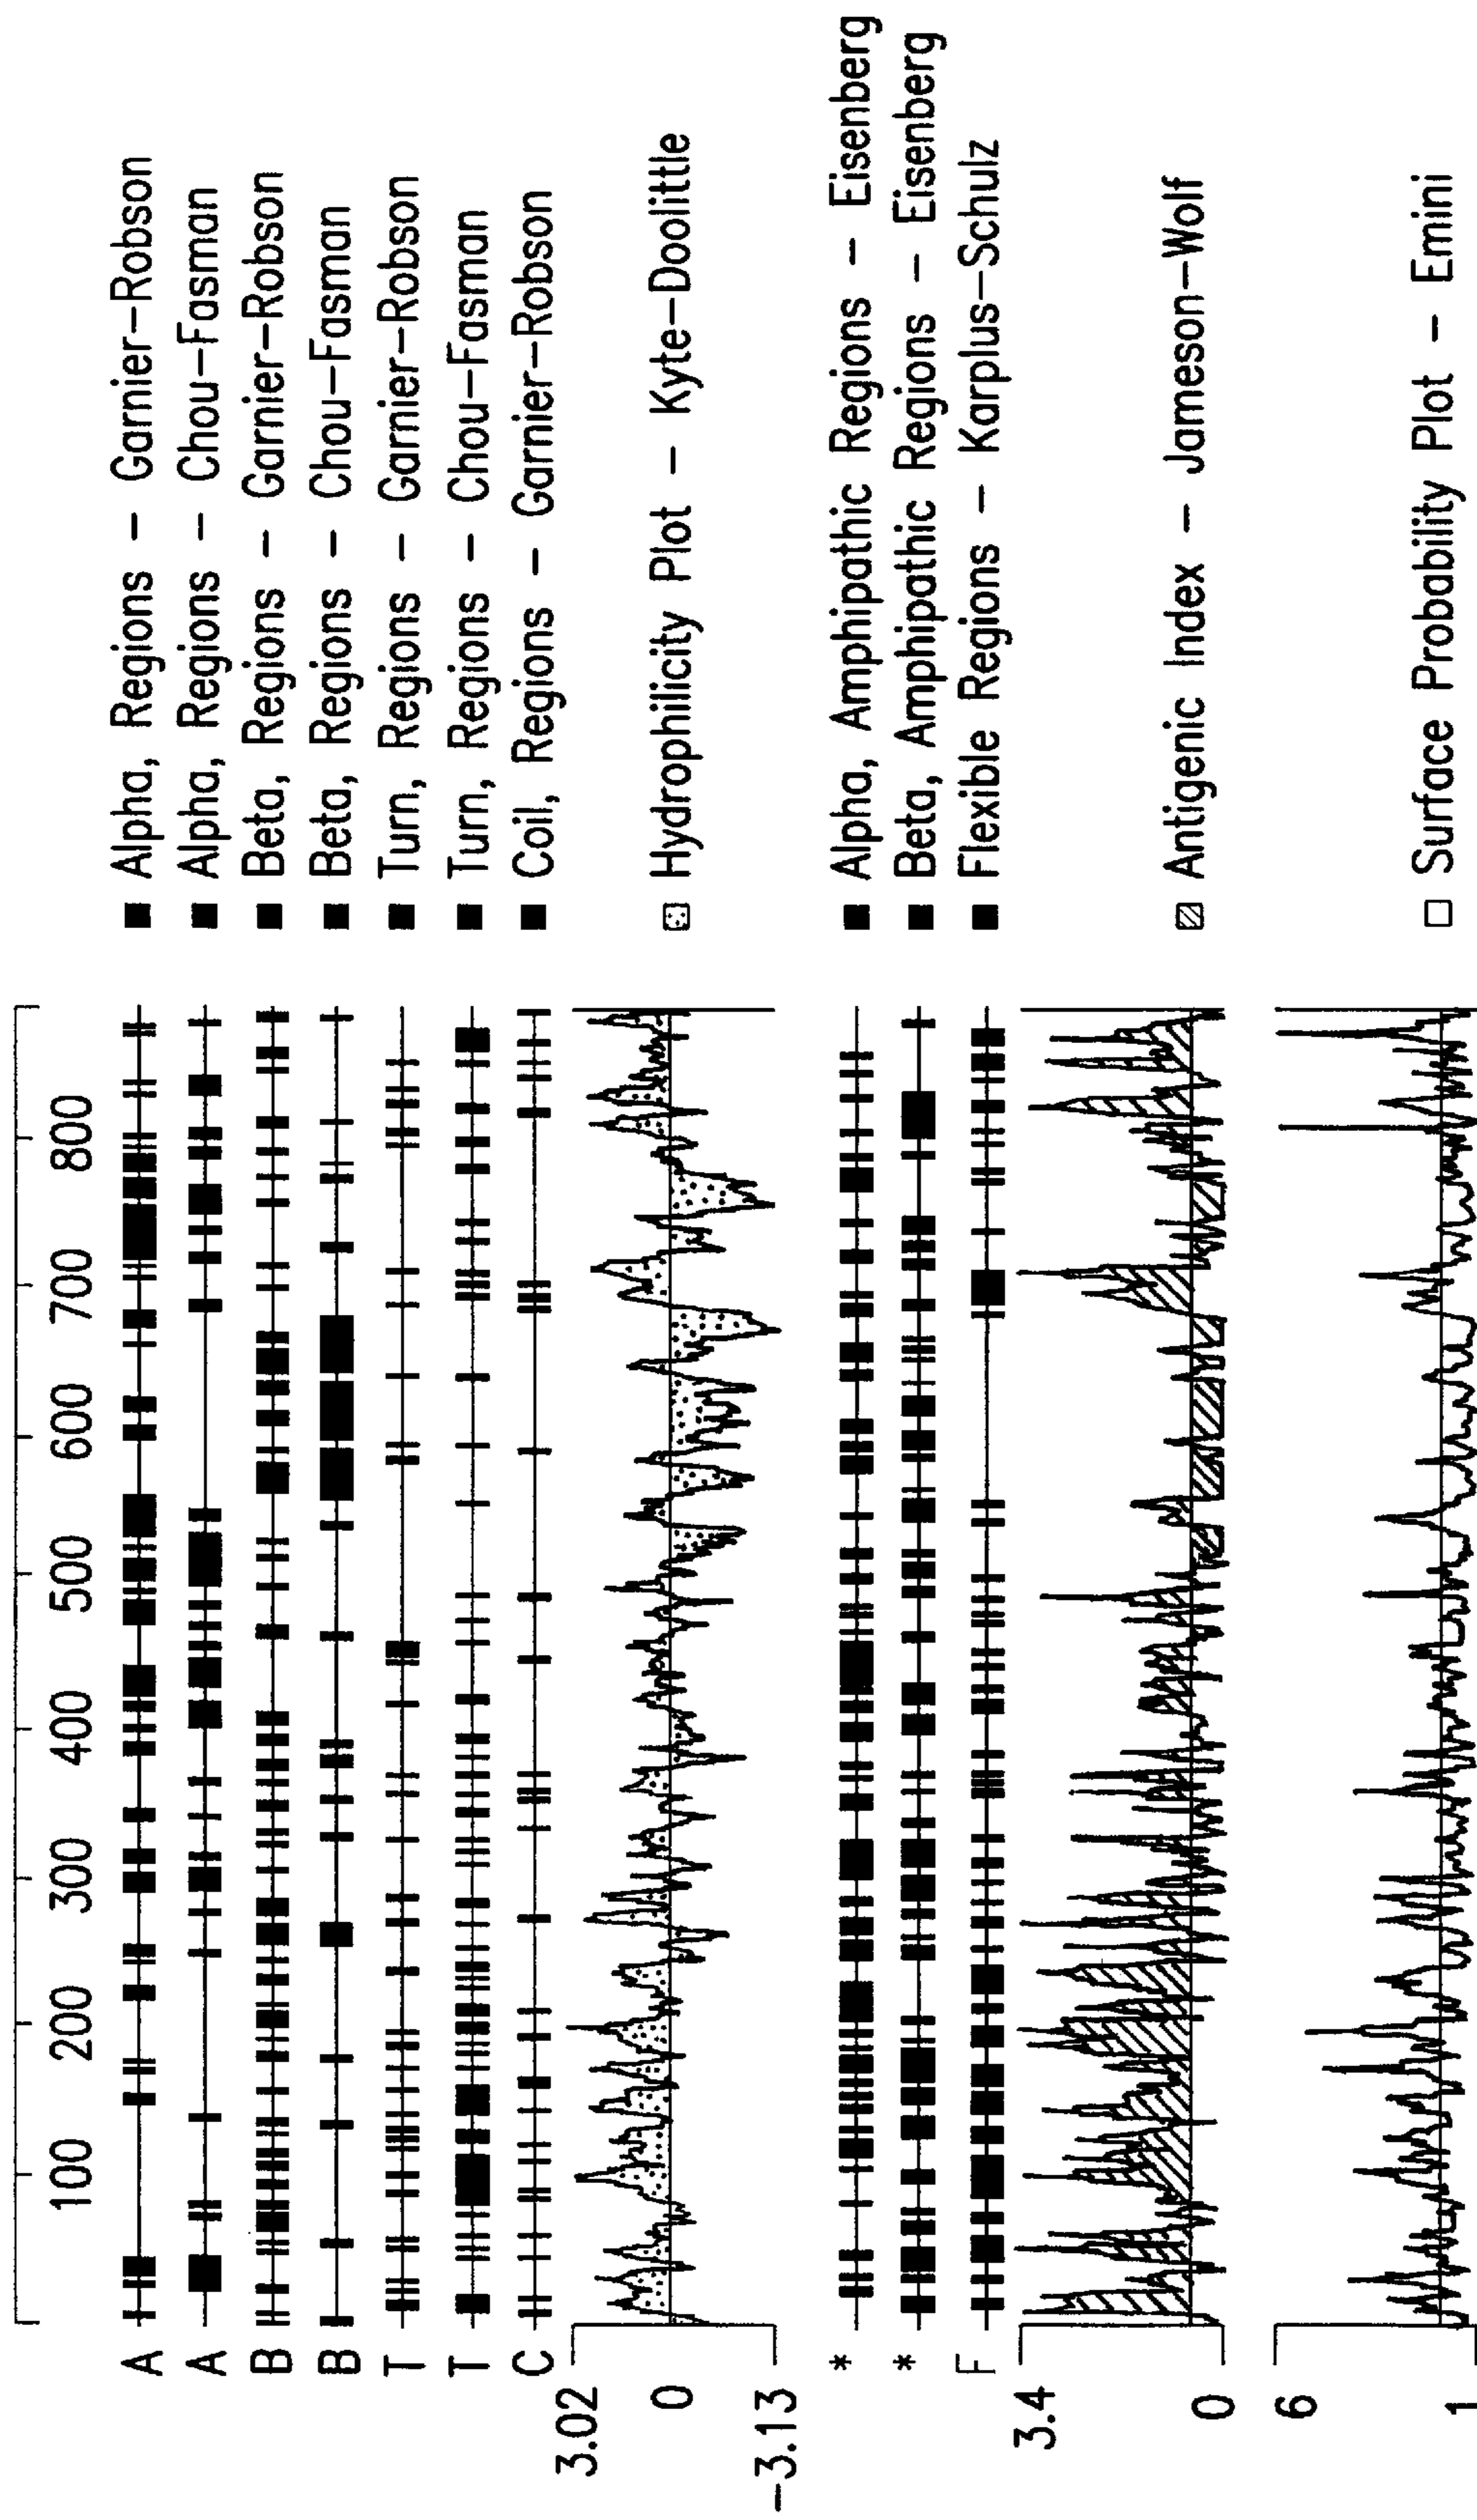 100 200 300 400 500 600 700 800
A ■ Alpha, Regions – Garnier–Robson
A ■ Alpha, Regions – Chou–Fasman
B ■ Beta, Regions – Garnier–Robson
B ■ Beta, Regions – Chou–Fasman
T ■ Turn, Regions – Garnier–Robson
T ■ Turn, Regions – Chou–Fasman
C ■ Coil, Regions – Garnier–Robson
3.02
0 Hydrophilicity Plot – Kyte–Doolittle
–3.13
* ■ Alpha, Amphipathic Regions – Eisenberg
* ■ Beta, Amphipathic Regions – Eisenberg
F ■ Flexible Regions – Karplus–Schulz
3.4
Antigenic Index – Jameson–Wolf
0
6
□ Surface Probability Plot – Emini
1